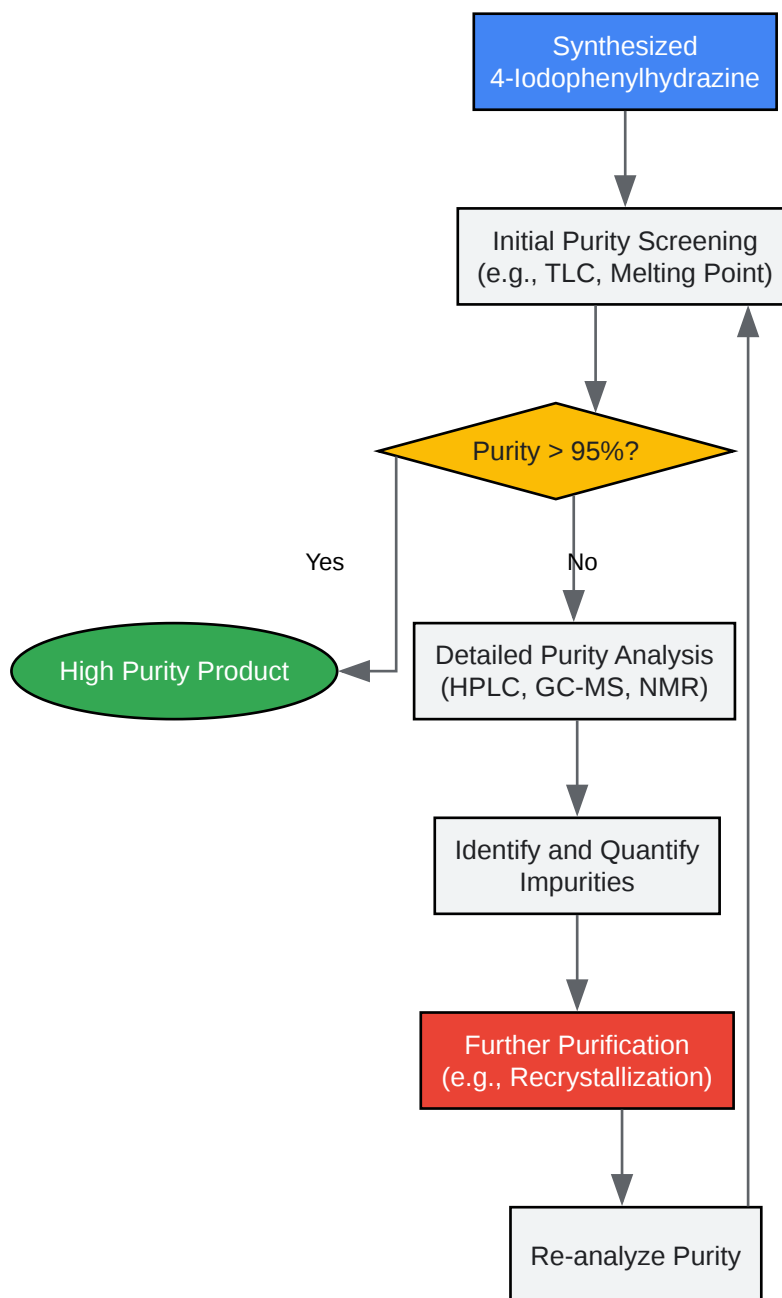 Synthesized
4-Iodophenylhydrazine
Initial Purity Screening
(e.g., TLC, Melting Point)
Purity > 95%?
Yes
No
High Purity Product
Detailed Purity Analysis
(HPLC, GC-MS, NMR)
Identify and Quantify
Impurities
Further Purification
(e.g., Recrystallization)
Re-analyze Purity